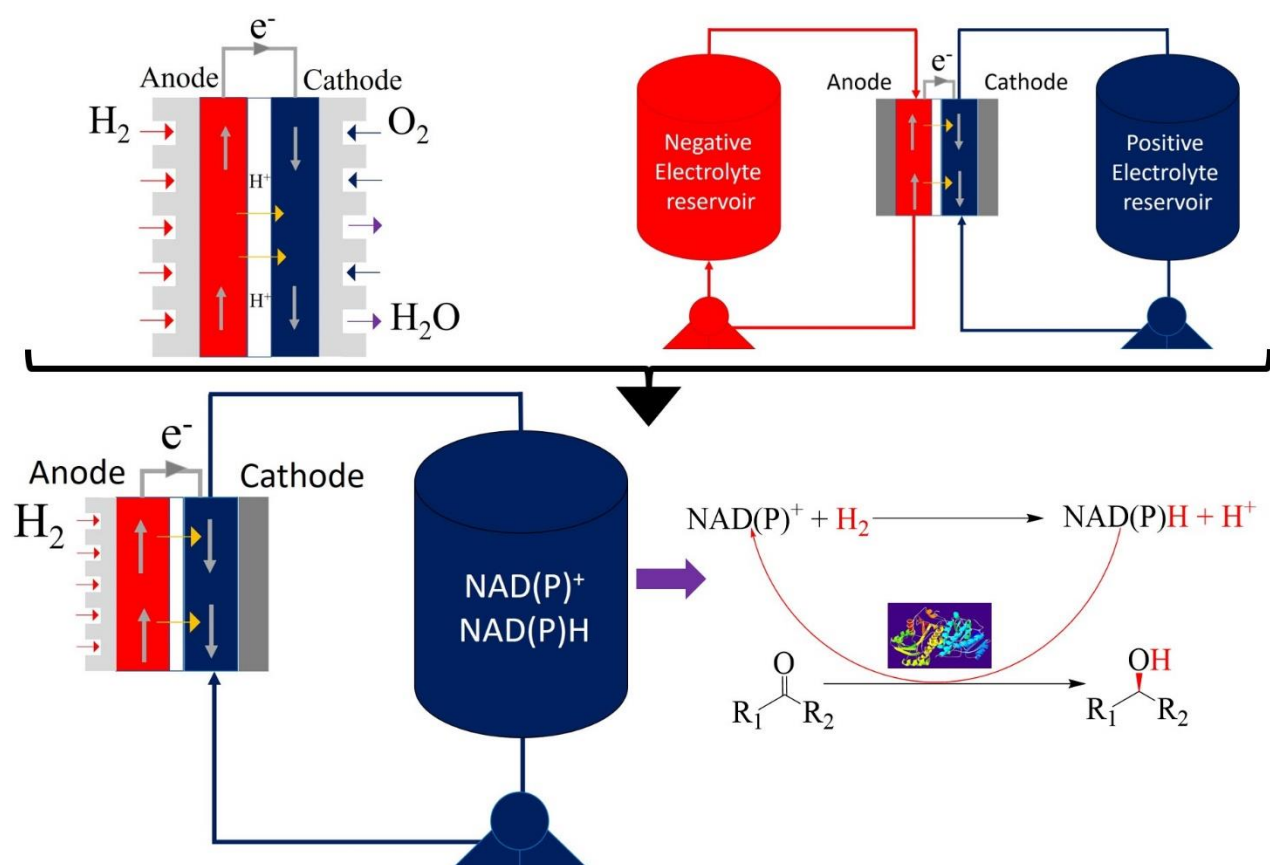 e⁻
Anode
Cathode
H₂
O₂
H⁺
H⁺
H₂O
e⁻
Anode
Cathode
Negative
Electrolyte
reservoir
Positive
Electrolyte
reservoir
e⁻
Anode
Cathode
H₂
NAD(P)⁺
NAD(P)H
NAD(P)⁺ + H₂
NAD(P)H + H⁺
O
R₁
R₂
OH
R₁
R₂